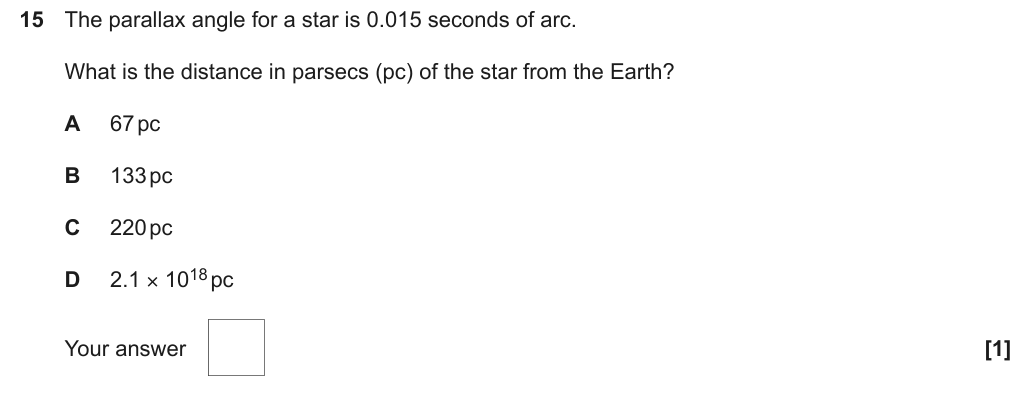 15 The parallax angle for a star is 0.015 seconds of arc.
What is the distance in parsecs (pc) of the star from the Earth?
A 67 pc
B 133 pc
C 220 pc
D 2.1 × 10¹⁸ pc
Your answer [1]